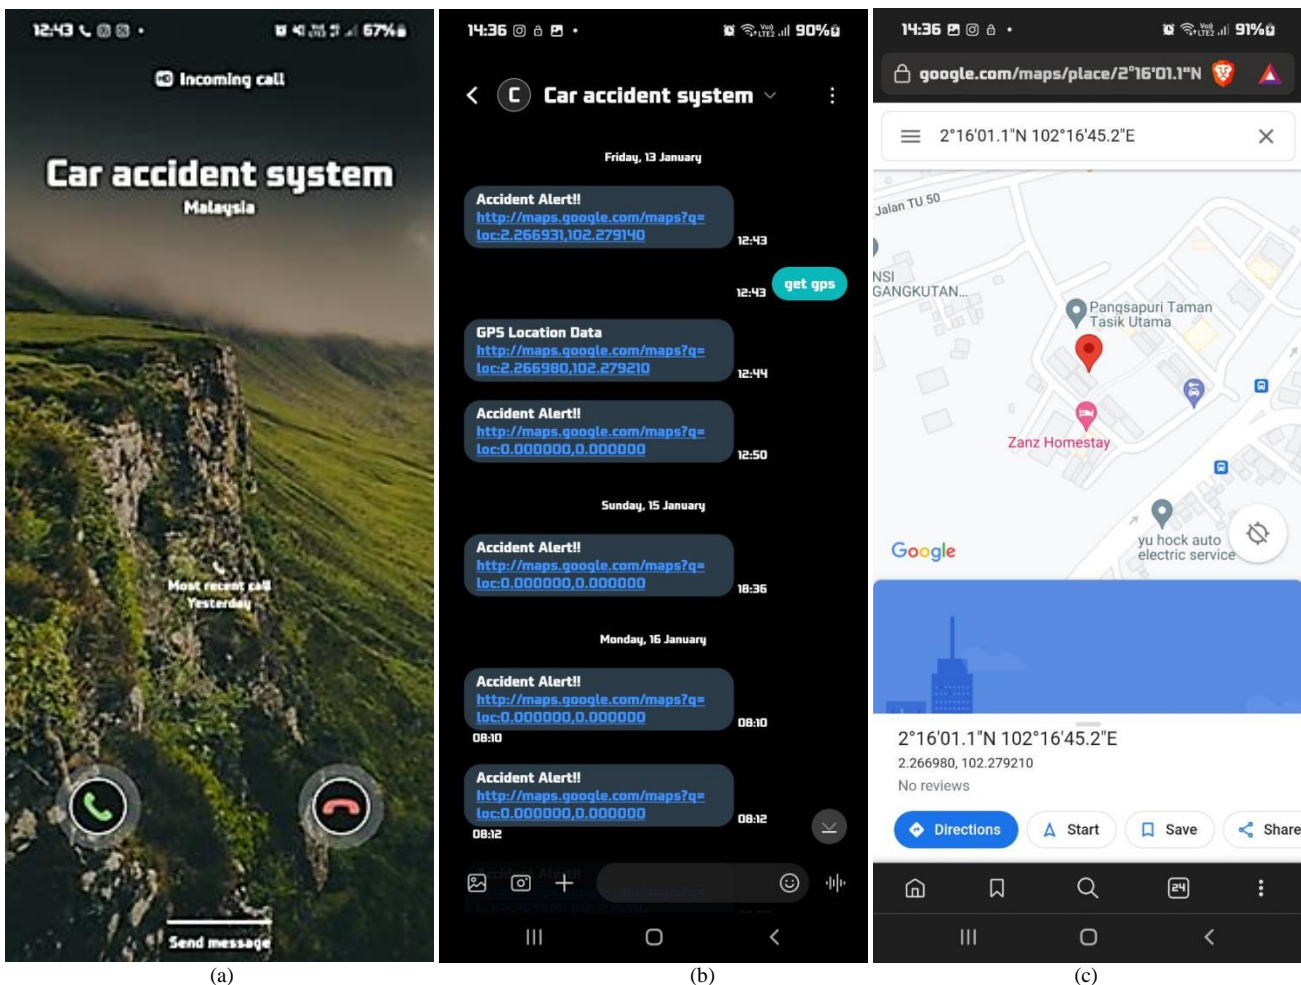 12:43
67%
Incoming call
Car accident system
Malaysia
Most recent call
Yesterday
Send message
(a)
14:36
90%
C Car accident system
Friday, 13 January
Accident Alert!!
http://maps.google.com/maps?q=
loc:2.266931,102.279140
12:43
get gps
12:43
GPS Location Data
http://maps.google.com/maps?q=
loc:2.266980,102.279210
12:44
Accident Alert!!
http://maps.google.com/maps?q=
loc:0.000000,0.000000
12:50
Sunday, 15 January
Accident Alert!!
http://maps.google.com/maps?q=
loc:0.000000,0.000000
18:36
Monday, 16 January
Accident Alert!!
http://maps.google.com/maps?q=
loc:0.000000,0.000000
08:10
08:10
Accident Alert!!
http://maps.google.com/maps?q=
loc:0.000000,0.000000
08:12
08:12
(b)
14:36
Vo))
LTE2
91%
google.com/maps/place/2°16'01.1"N
2°16'01.1"N 102°16'45.2"E
Jalan TU 50
NSI
GANGKUTAN...
Pangsapuri Taman
Tasik Utama
Zanz Homestay
yu hock auto
electric service
Google
2°16'01.1"N 102°16'45.2"E
2.266980, 102.279210
No reviews
Directions
Start
Save
Share
24
(c)